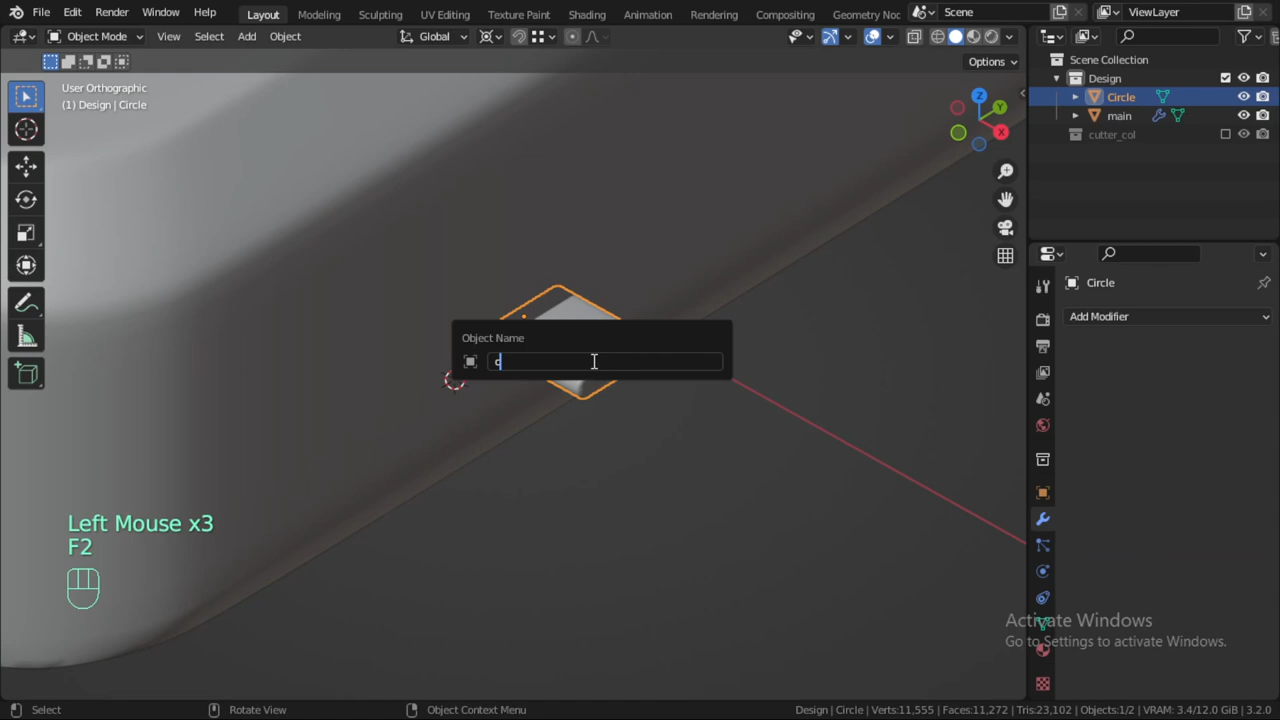 File Edit Render Window Help Layout Modeling Sculpting UV Editing Texture Paint Shading Animation Rendering Compositing Geometry Noc Scene ViewLayer
Object Mode View Select Add Object Global
Options
User Orthographic
(1) Design | Circle
Z
Y
X
Scene Collection
Design
Circle
main
cutter_col
Circle
Add Modifier
Object Name
c
Left Mouse x3
F2
Activate Windows
Go to Settings to activate Windows.
Select Rotate View Object Context Menu Design | Circle | Verts:11,555 | Faces:11,272 | Tris:23,102 | Objects:1/2 | VRAM: 3.4/12.0 GiB | 3.2.0